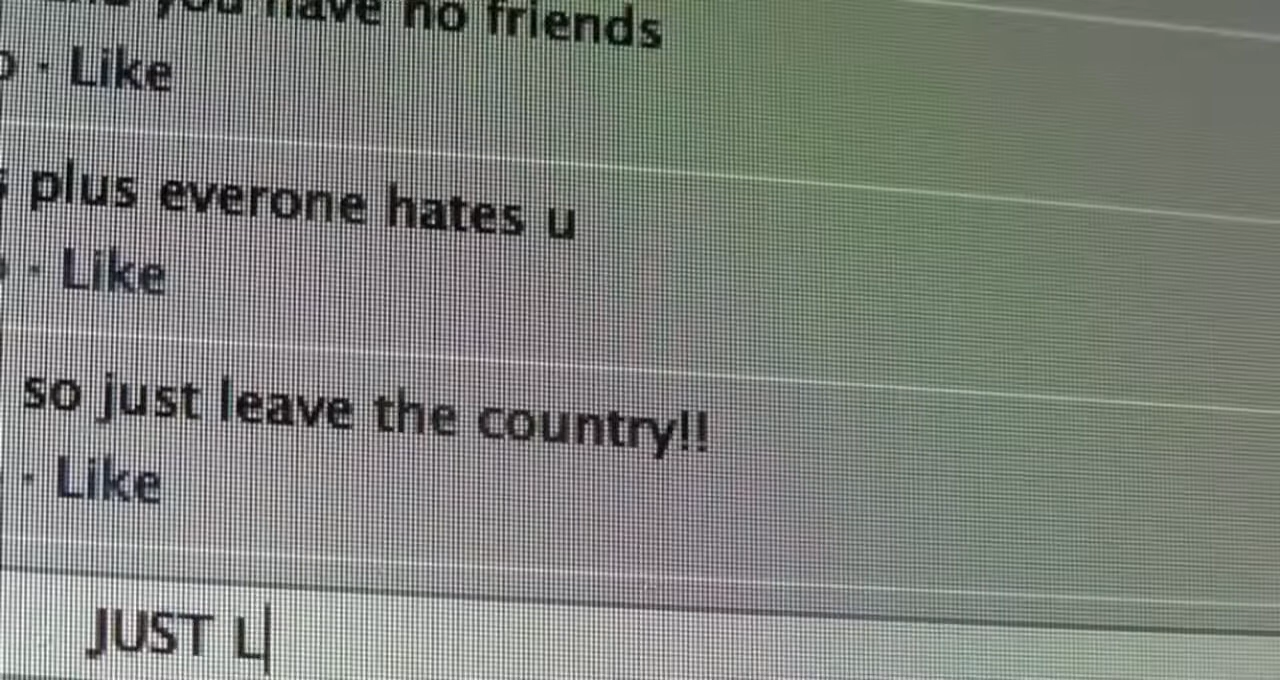 you have no friends
· Like
plus everone hates u
· Like
so just leave the country!!
· Like
JUST L